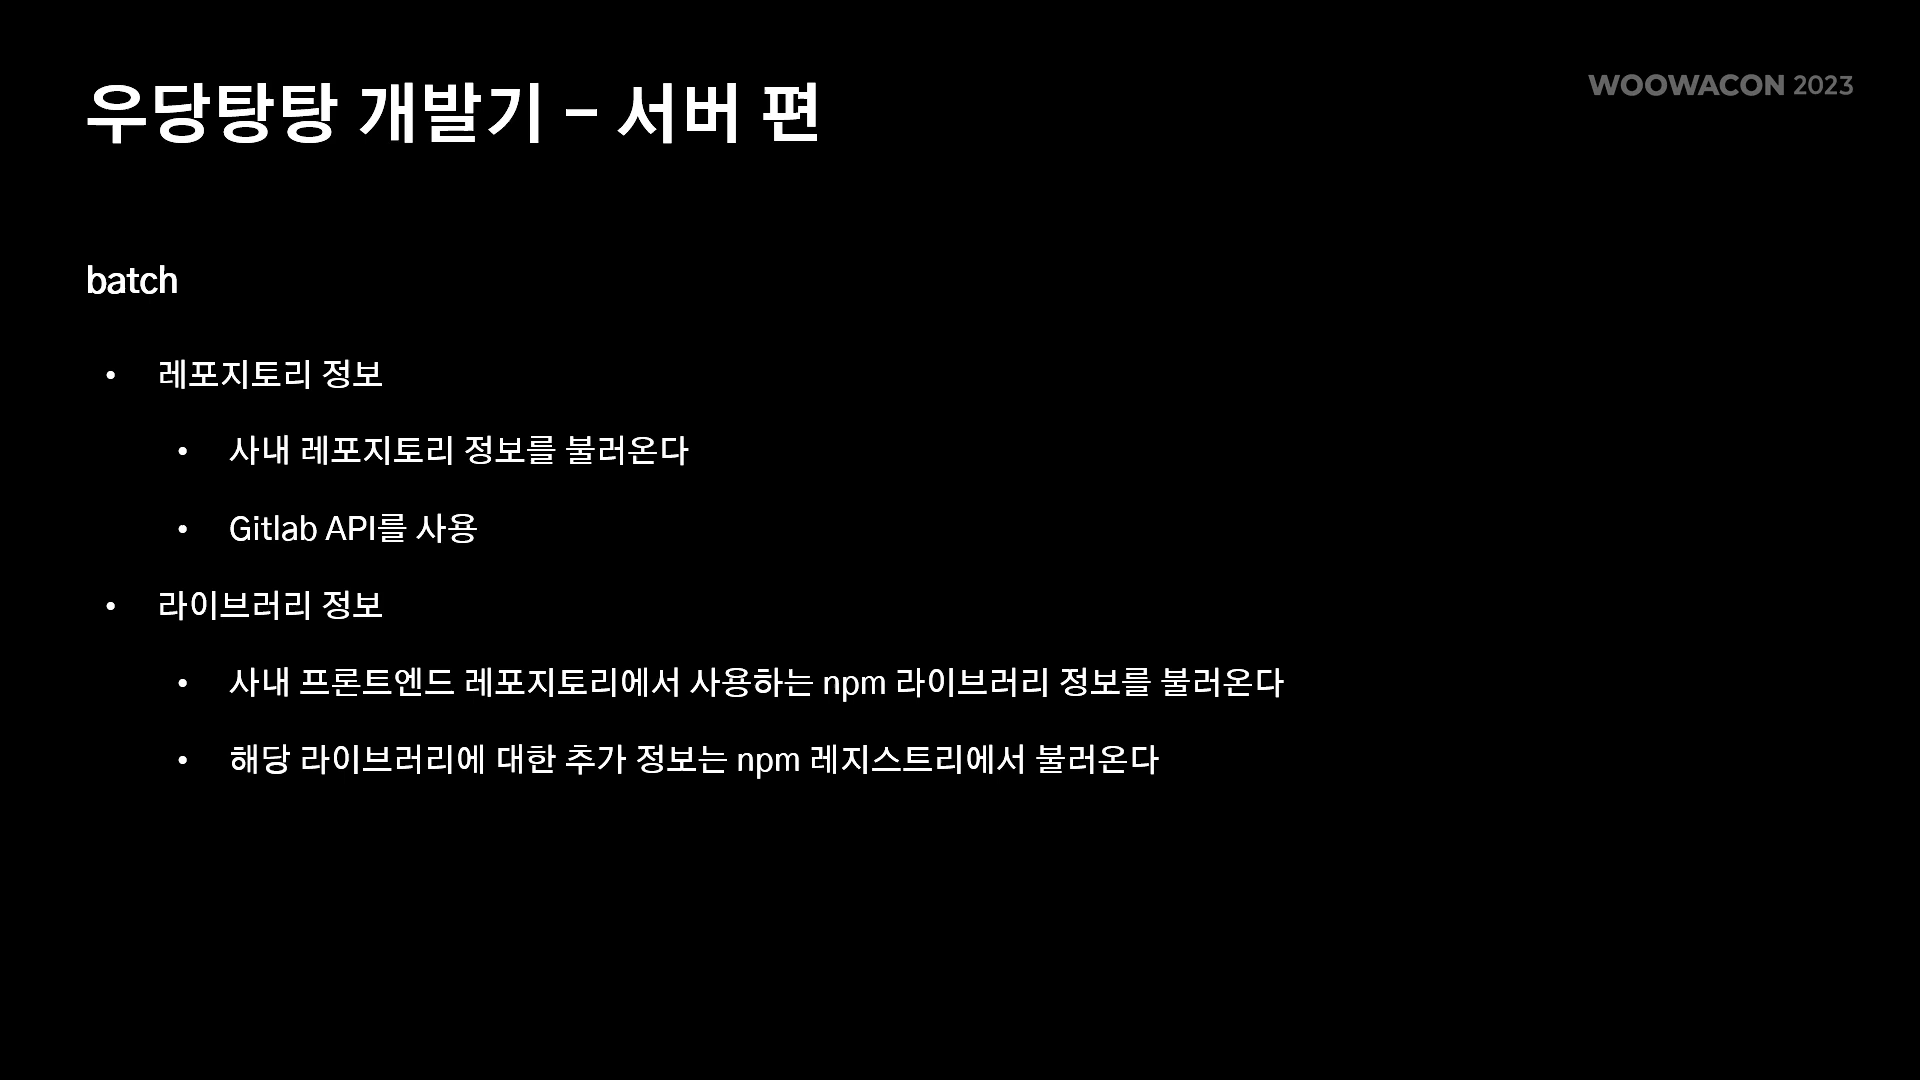 우당탕탕 개발기 – 서버 편
WOOWACON 2023
batch
• 레포지토리 정보
• 사내 레포지토리 정보를 불러온다
• Gitlab API를 사용
• 라이브러리 정보
• 사내 프론트엔드 레포지토리에서 사용하는 npm 라이브러리 정보를 불러온다
• 해당 라이브러리에 대한 추가 정보는 npm 레지스트리에서 불러온다